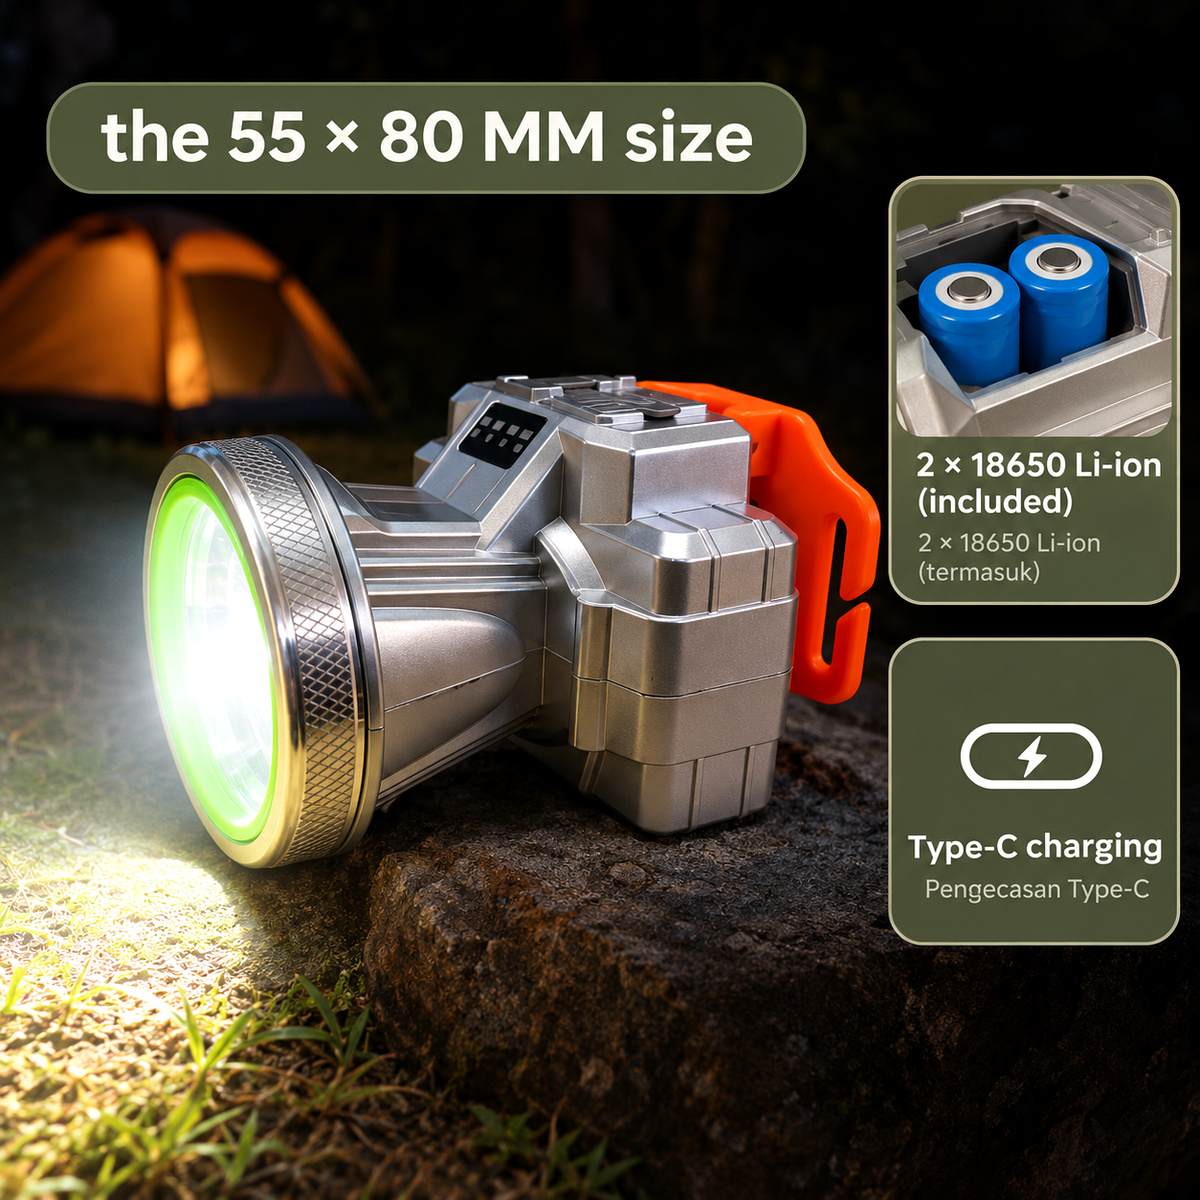 the 55 × 80 MM size
2 × 18650 Li-ion
(included)
2 × 18650 Li-ion
(termasuk)
Type-C charging
Pengecasan Type-C